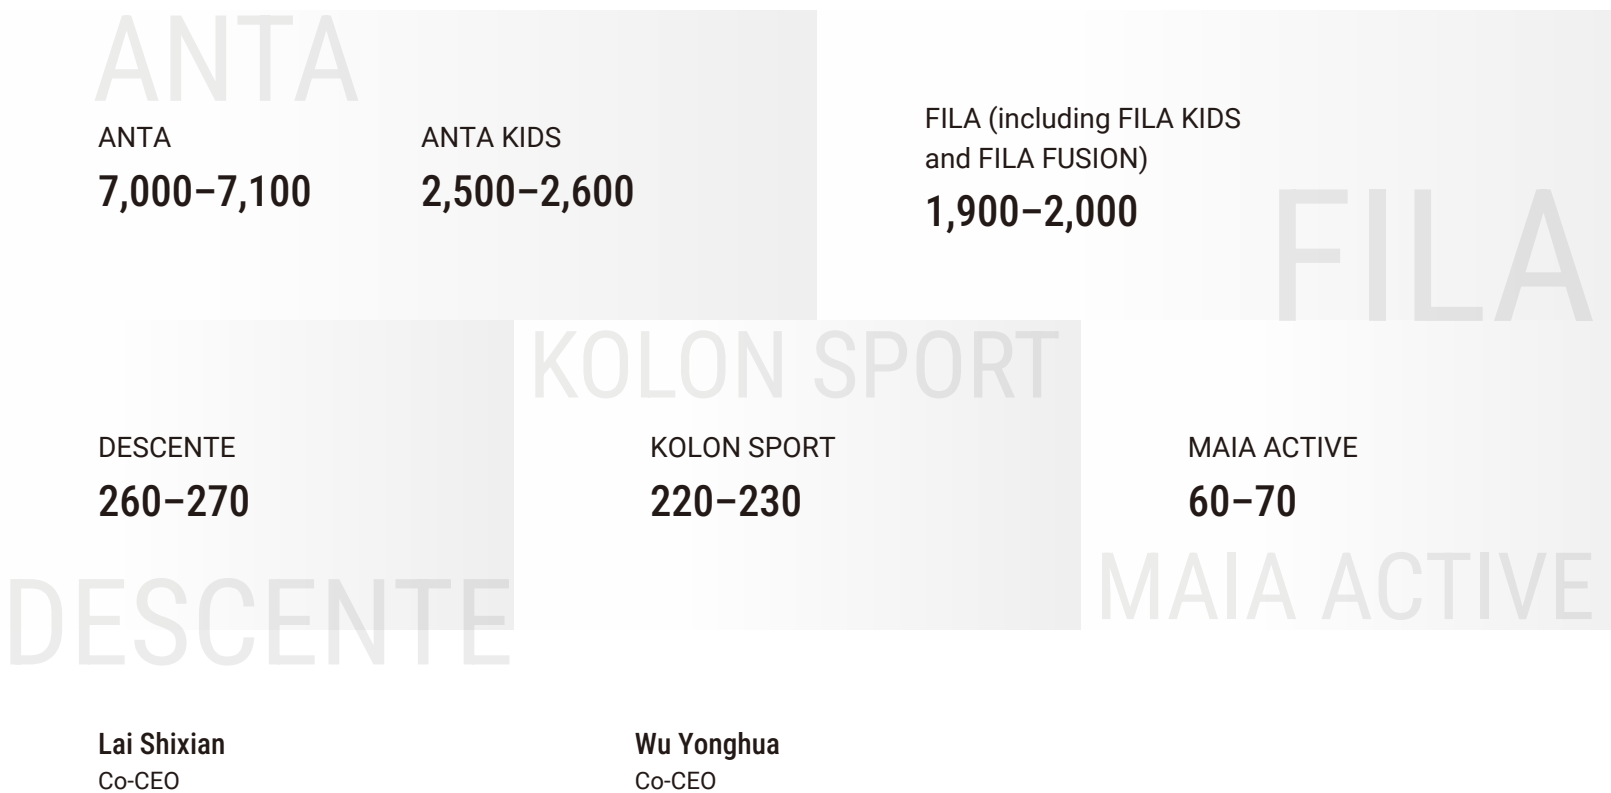 ANTA
ANTA
7,000–7,100
ANTA KIDS
2,500–2,600
FILA (including FILA KIDS
and FILA FUSION)
1,900–2,000
FILA
DESCENTE
260–270
DESCENTE
KOLON SPORT
KOLON SPORT
220–230
MAIA ACTIVE
60–70
MAIA ACTIVE
Lai Shixian
Co-CEO
Wu Yonghua
Co-CEO